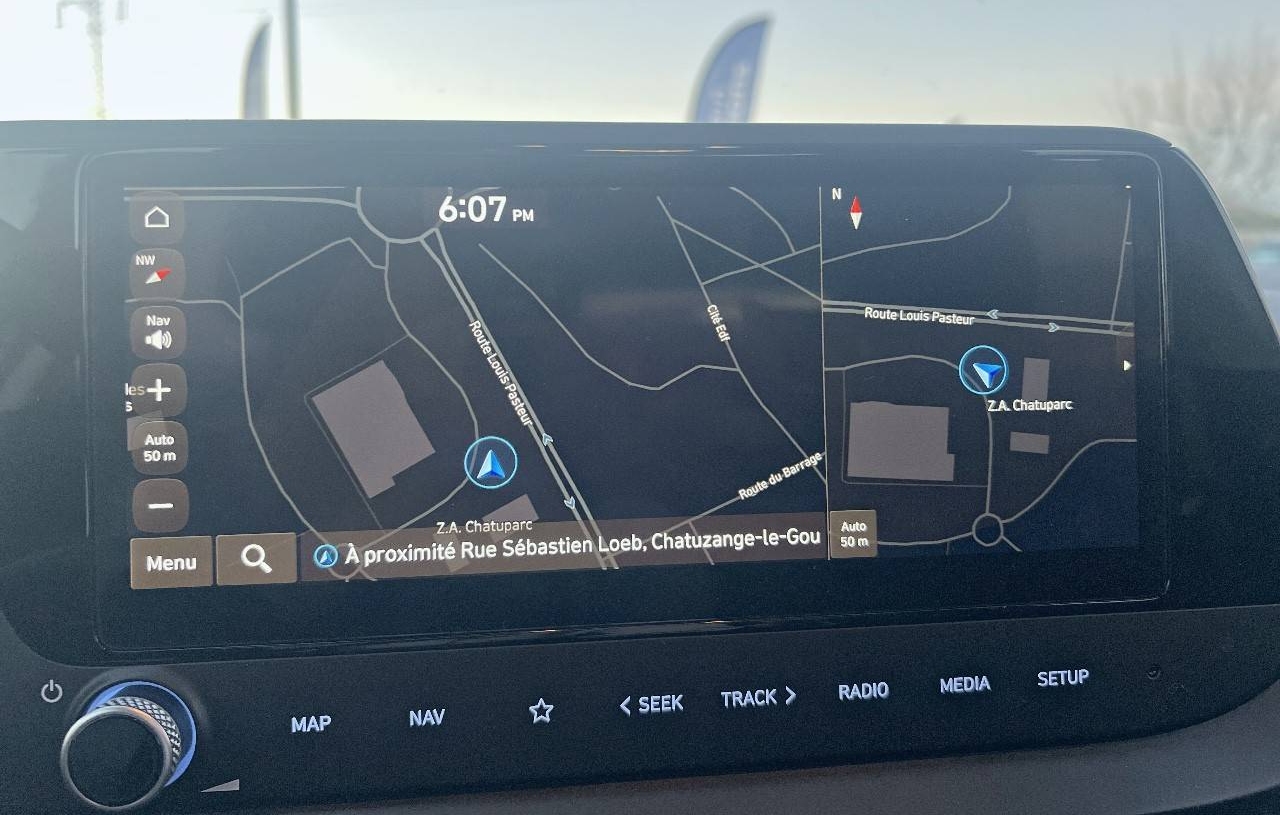 6:07 PM
N
NW
Nav
les
s
Auto
50 m
Route Louis Pasteur
Cité Edf
Route du Barrage
Z.A. Chatuparc
Route Louis Pasteur
Z.A. Chatuparc
Auto
50 m
Menu
À proximité Rue Sébastien Loeb, Chatuzange-le-Gou
MAP
NAV
< SEEK
TRACK >
RADIO
MEDIA
SETUP